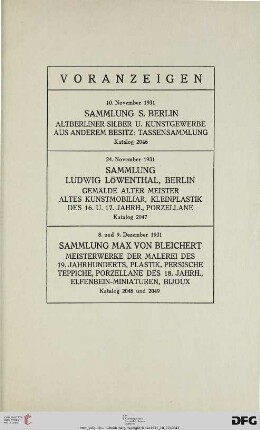 VORANZEIGEN
10. November 1931
SAMMLUNG S. BERLIN
ALTBERLINER SILBER U. KUNSTGEWERBE
AUS ANDEREM BESITZ: TASSENSAMMLUNG
Katalog 2046
24. November 1931
SAMMLUNG
LUDWIG LÖWENTHAL, BERLIN
GEMÄLDE ALTER MEISTER
ALTES KUNSTMOBILIAR, KLEINPLASTIK
DES 16. U. 17. JAHRH., PORZELLANE
Katalog 2047
8. und 9. Dezember 1931
SAMMLUNG MAX VON BLEICHERT
MEISTERWERKE DER MALEREI DES
19. JAHRHUNDERTS, PLASTIK, PERSISCHE
TEPPICHE, PORZELLANE DES 18. JAHRH.,
ELFENBEIN-MINIATUREN, BIJOUX
Katalog 2048 und 2049
DFG